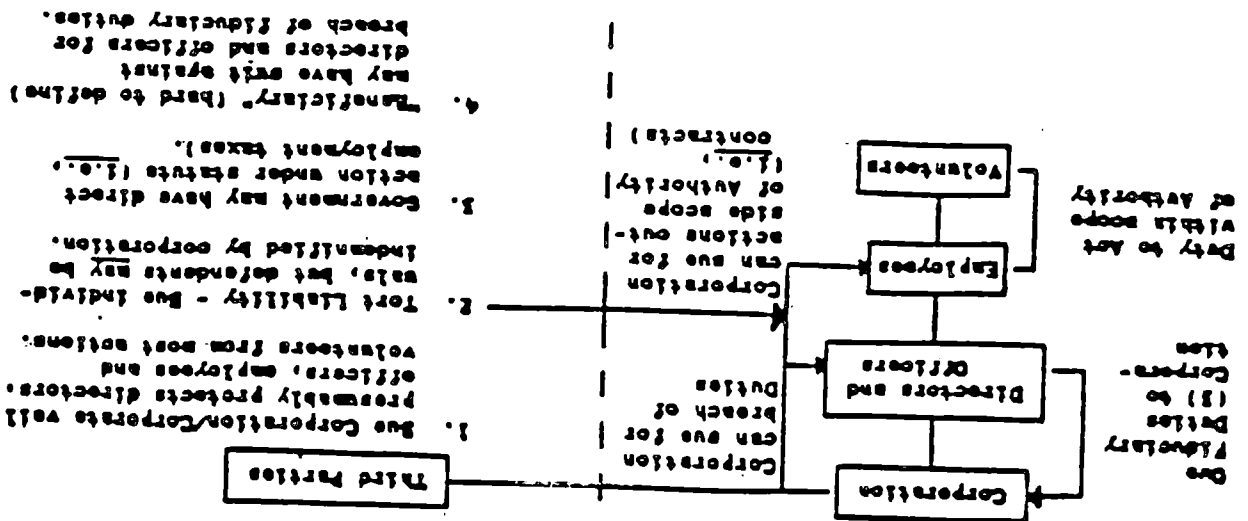 Corporation
Directors and
Officers
Employees
Volunteers
Owe
Fiduciary
Duties
(3) to
Corpora-
tion
Duty to Act
within scope
of Authority
Corporation
can sue for
breach of
Duties
Corporation
can sue for
actions out-
side scope
of Authority
(i.e.,
contracts)
Third Parties
1. Sue Corporation/Corporate veil
presumably protects directors,
officers, employees and
volunteers from most actions.
2. Tort Liability - Sue individ-
uals, but defendants may be
indemnified by corporation.
3. Government may have direct
action under statute (i.e.,
employment taxes).
4. "Beneficiary" (hard to define)
may have suit against
directors and officers for
breach of fiduciary duties.